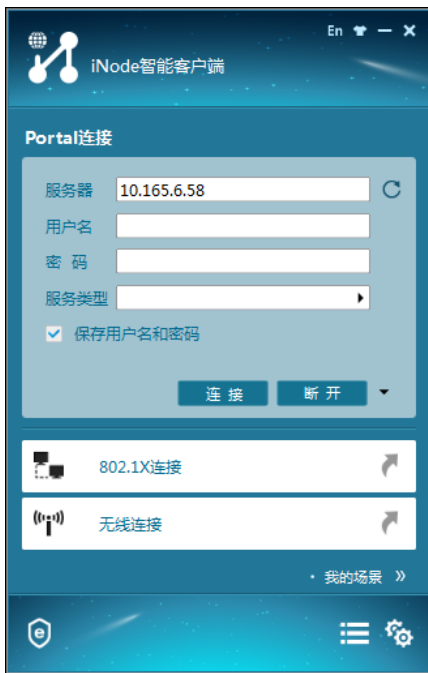 En
iNode智能客户端
Portal连接
服务器 10.165.6.58
用户名
密 码
服务类型
保存用户名和密码
连 接 断 开
802.1X连接
无线连接
· 我的场景 »
e